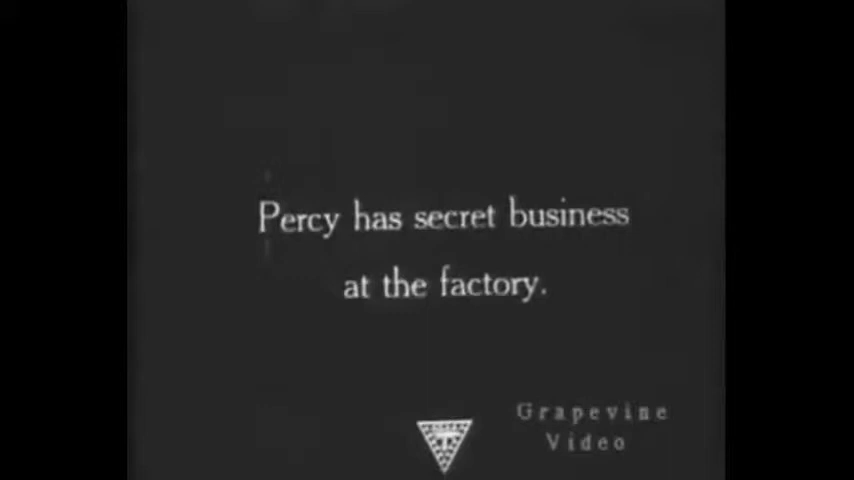 Percy has secret business
at the factory.
Grapevine
Video